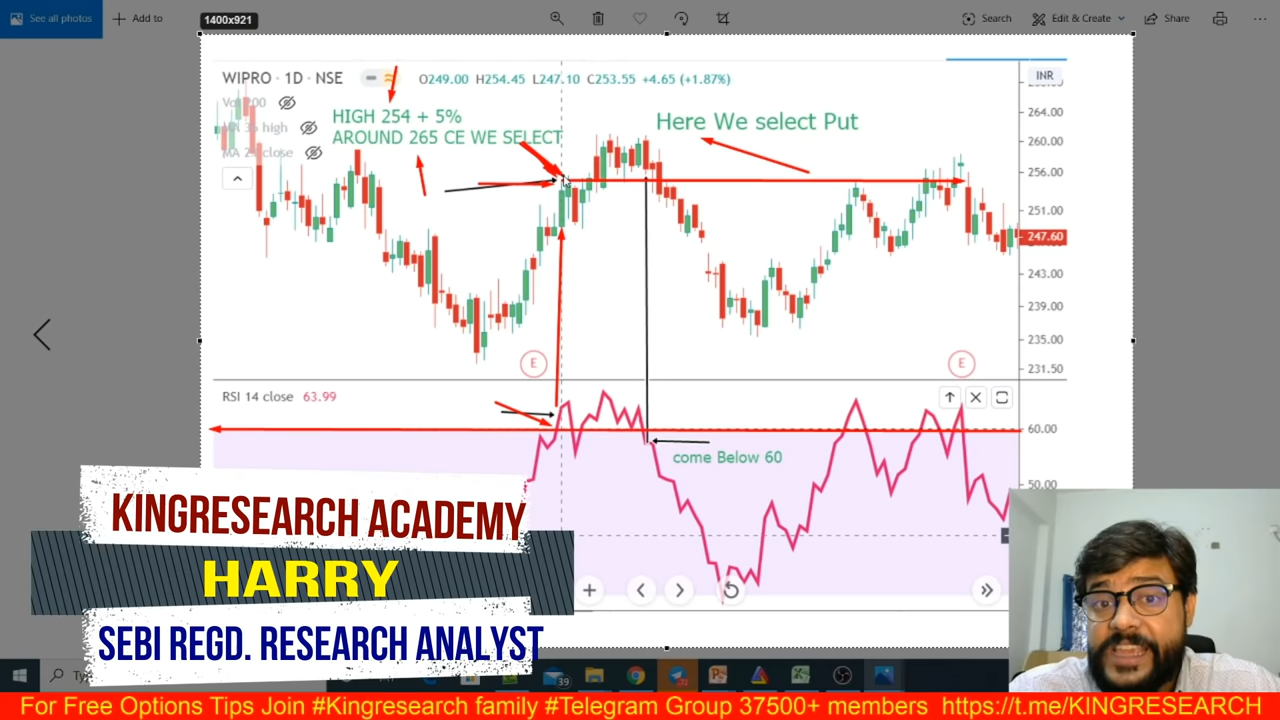 See all photos
Add to
1400x921
Search
Edit & Create
Share
WIPRO · 1D · NSE
O249.00 H254.45 L247.10 C253.55 +4.65 (+1.87%)
INR
HIGH 254 + 5%
AROUND 265 CE WE SELECT
high
close
Here We select Put
264.00
260.00
256.00
251.00
247.60
243.00
239.00
235.00
231.50
E
E
RSI 14 close 63.99
60.00
come Below 60
50.00
KINGRESEARCH ACADEMY
HARRY
SEBI REGD. RESEARCH ANALYST
39
For Free Options Tips Join #Kingresearch family #Telegram Group 37500+ members https://t.me/KINGRESEARCH